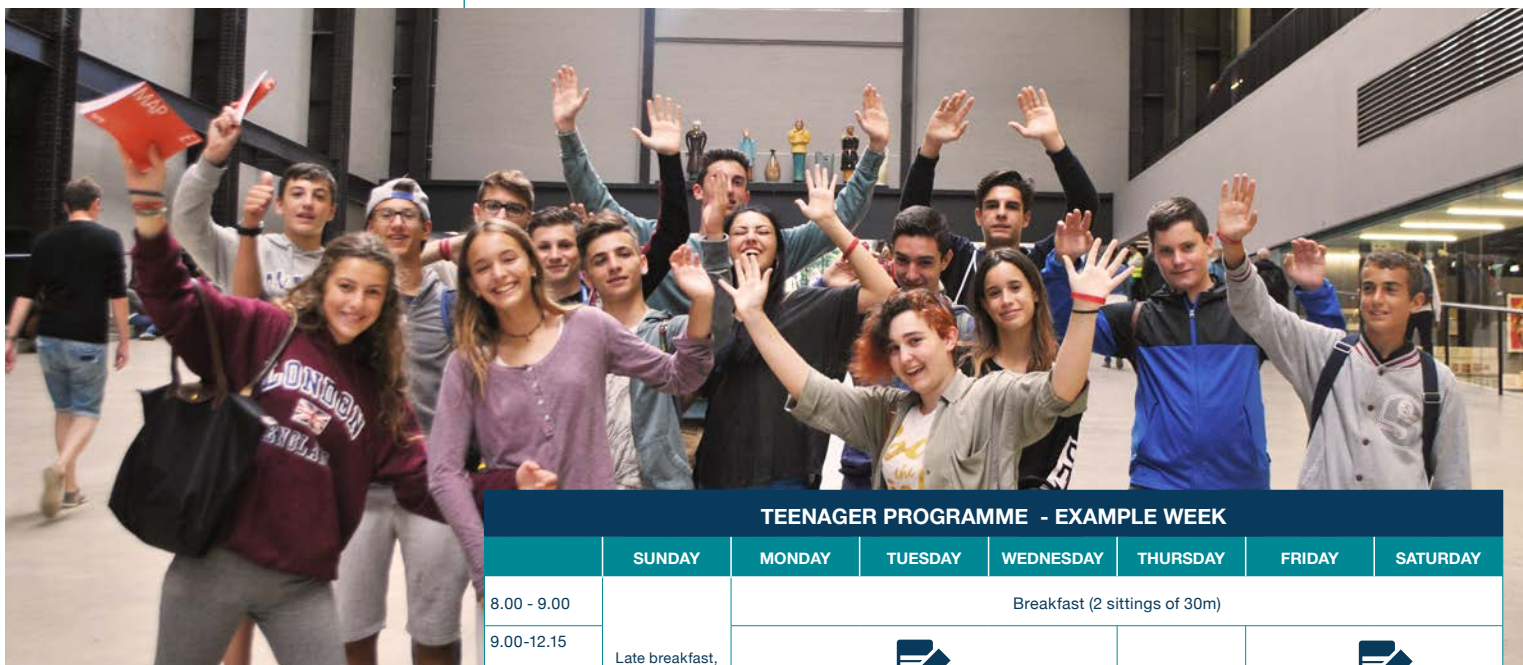 MAP
LONDON
TEENAGER PROGRAMME - EXAMPLE WEEK
SUNDAY MONDAY TUESDAY WEDNESDAY THURSDAY FRIDAY SATURDAY
8.00 - 9.00 Breakfast (2 sittings of 30m)
9.00-12.15
Late breakfast,